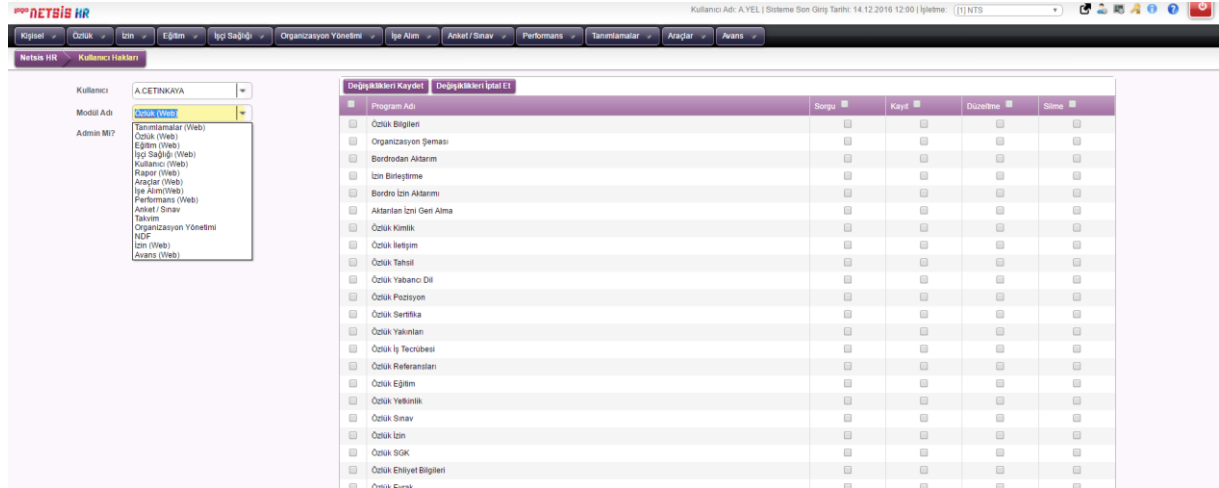 logo NETSİS HR
Kullanıcı Adı: A.YEL | Sisteme Son Giriş Tarihi: 14.12.2016 12:00 | İşletme: [1] NTS
Kişisel Özlük İzin Eğitim İşçi Sağlığı Organizasyon Yönetimi İşe Alım Anket / Sınav Performans Tanımlamalar Araçlar Avans
Netsis HR Kullanıcı Hakları
Kullanıcı A.CETINKAYA
Modül Adı Özlük (Web)
Admin Mi?
Tanımlamalar (Web)
Özlük (Web)
Eğitim (Web)
İşçi Sağlığı (Web)
Kullanıcı (Web)
Rapor (Web)
Araçlar (Web)
İşe Alım(Web)
Performans (Web)
Anket / Sınav
Takvim
Organizasyon Yönetimi
NDF
İzin (Web)
Avans (Web)
Değişiklikleri Kaydet Değişiklikleri İptal Et
Program Adı Sorgu Kayıt Düzeltme Silme
Özlük Bilgileri
Organizasyon Şeması
Bordrodan Aktarım
İzin Birleştirme
Bordro İzin Aktarımı
Aktarılan İzni Geri Alma
Özlük Kimlik
Özlük İletişim
Özlük Tahsil
Özlük Yabancı Dil
Özlük Pozisyon
Özlük Sertifika
Özlük Yakınları
Özlük İş Tecrübesi
Özlük Referansları
Özlük Eğitim
Özlük Yetkinlik
Özlük Sınav
Özlük İzin
Özlük SGK
Özlük Ehliyet Bilgileri
Özlük Evrak